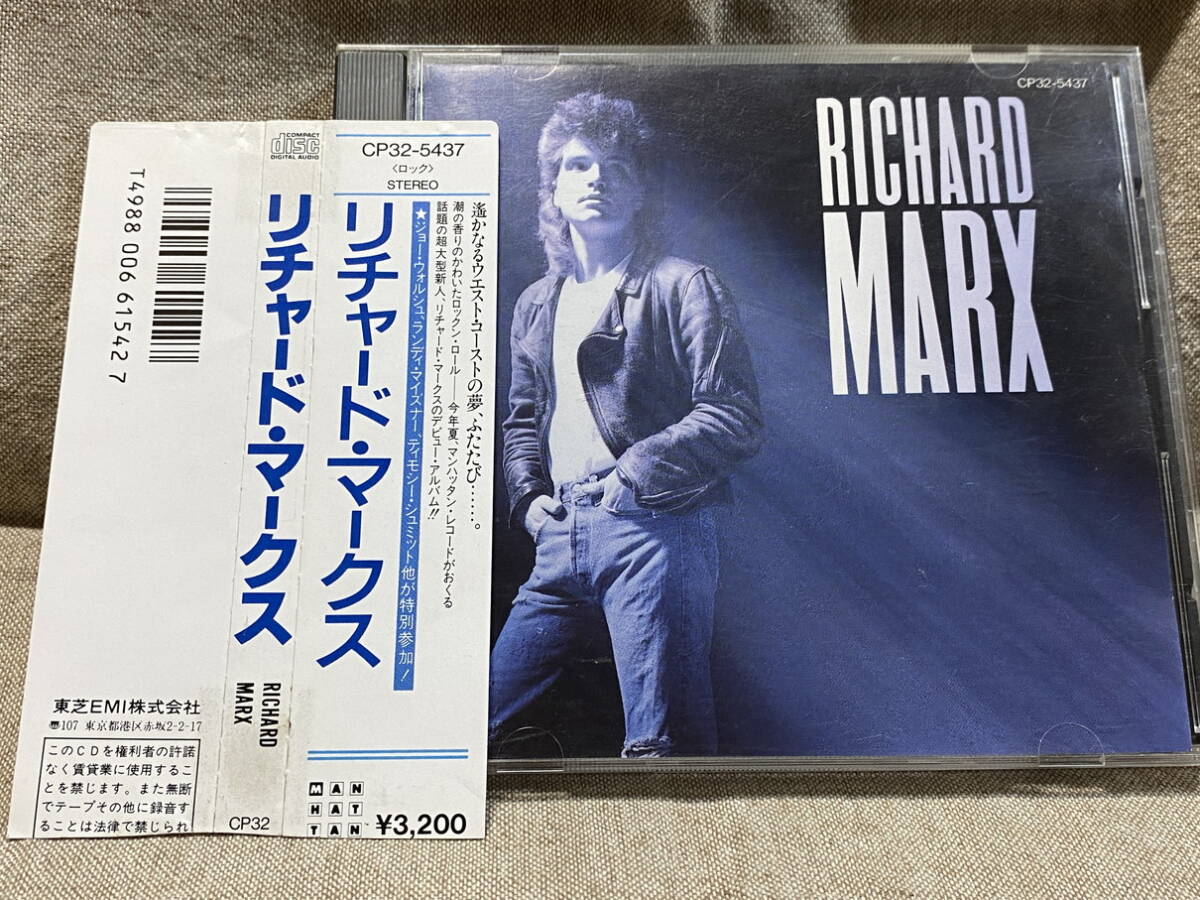 T4988 006 61542 7
東芝EMI株式会社
〒107 東京都港区赤坂2-2-17
このCDを権利者の許諾
なく賃貸業に使用するこ
とを禁じます。また無断
でテープその他に録音す
ることは法律で禁じられ
COMPACT
disc
DIGITAL AUDIO
リチャード・マークス
RICHARD
MARX
CP32
CP32-5437
〈ロック〉
STEREO
遙かなるウエスト・コーストの夢、ふたたび……。
潮の香りのかわいたロックン・ロール――今年夏、マンハッタン・レコードがおくる
話題の超大型新人、リチャード・マークスのデビュー・アルバム!!
★ジョー・ウォルシュ、ランディ・マイズナー、ティモシー・シュミット他が特別参加!
リチャード・マークス
MAN
HAT
TAN™
¥3,200
CP32-5437
RICHARD
MARX